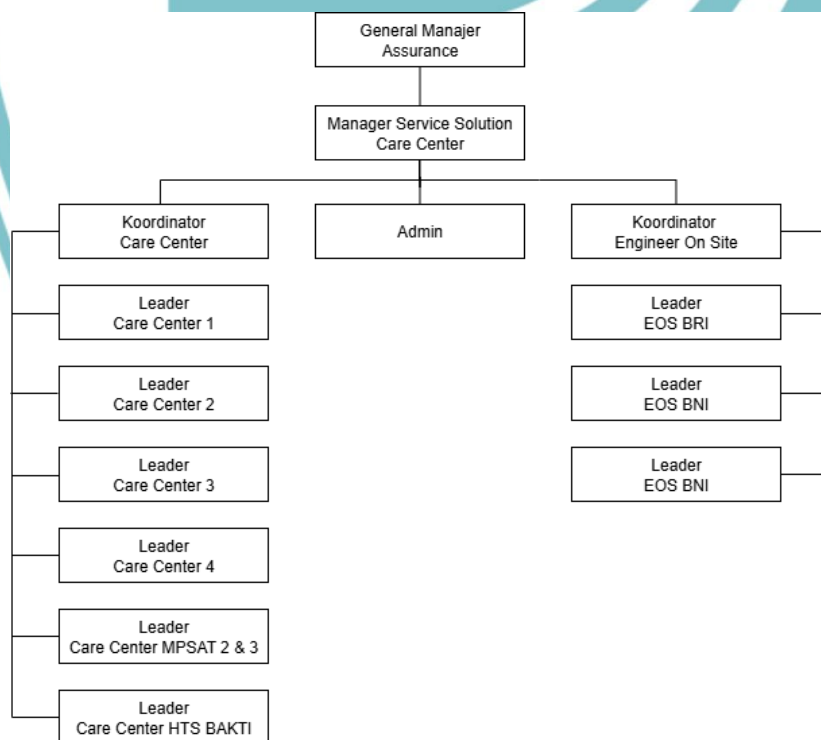 General Manajer
Assurance
Manager Service Solution
Care Center
Koordinator
Care Center
Admin
Koordinator
Engineer On Site
Leader
Care Center 1
Leader
EOS BRI
Leader
Care Center 2
Leader
EOS BNI
Leader
Care Center 3
Leader
EOS BNI
Leader
Care Center 4
Leader
Care Center MPSAT 2 & 3
Leader
Care Center HTS BAKTI